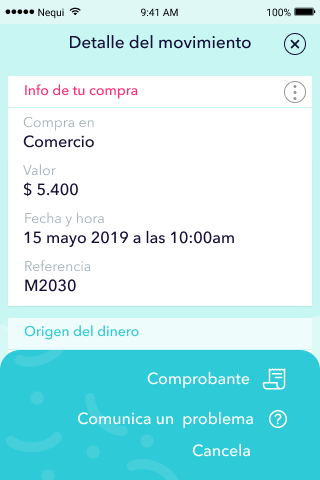 Nequi 9:41 AM 100%
Detalle del movimiento
Info de tu compra
Compra en
Comercio
Valor
$ 5.400
Fecha y hora
15 mayo 2019 a las 10:00am
Referencia
M2030
Origen del dinero
Comprobante
Comunica un problema
Cancela